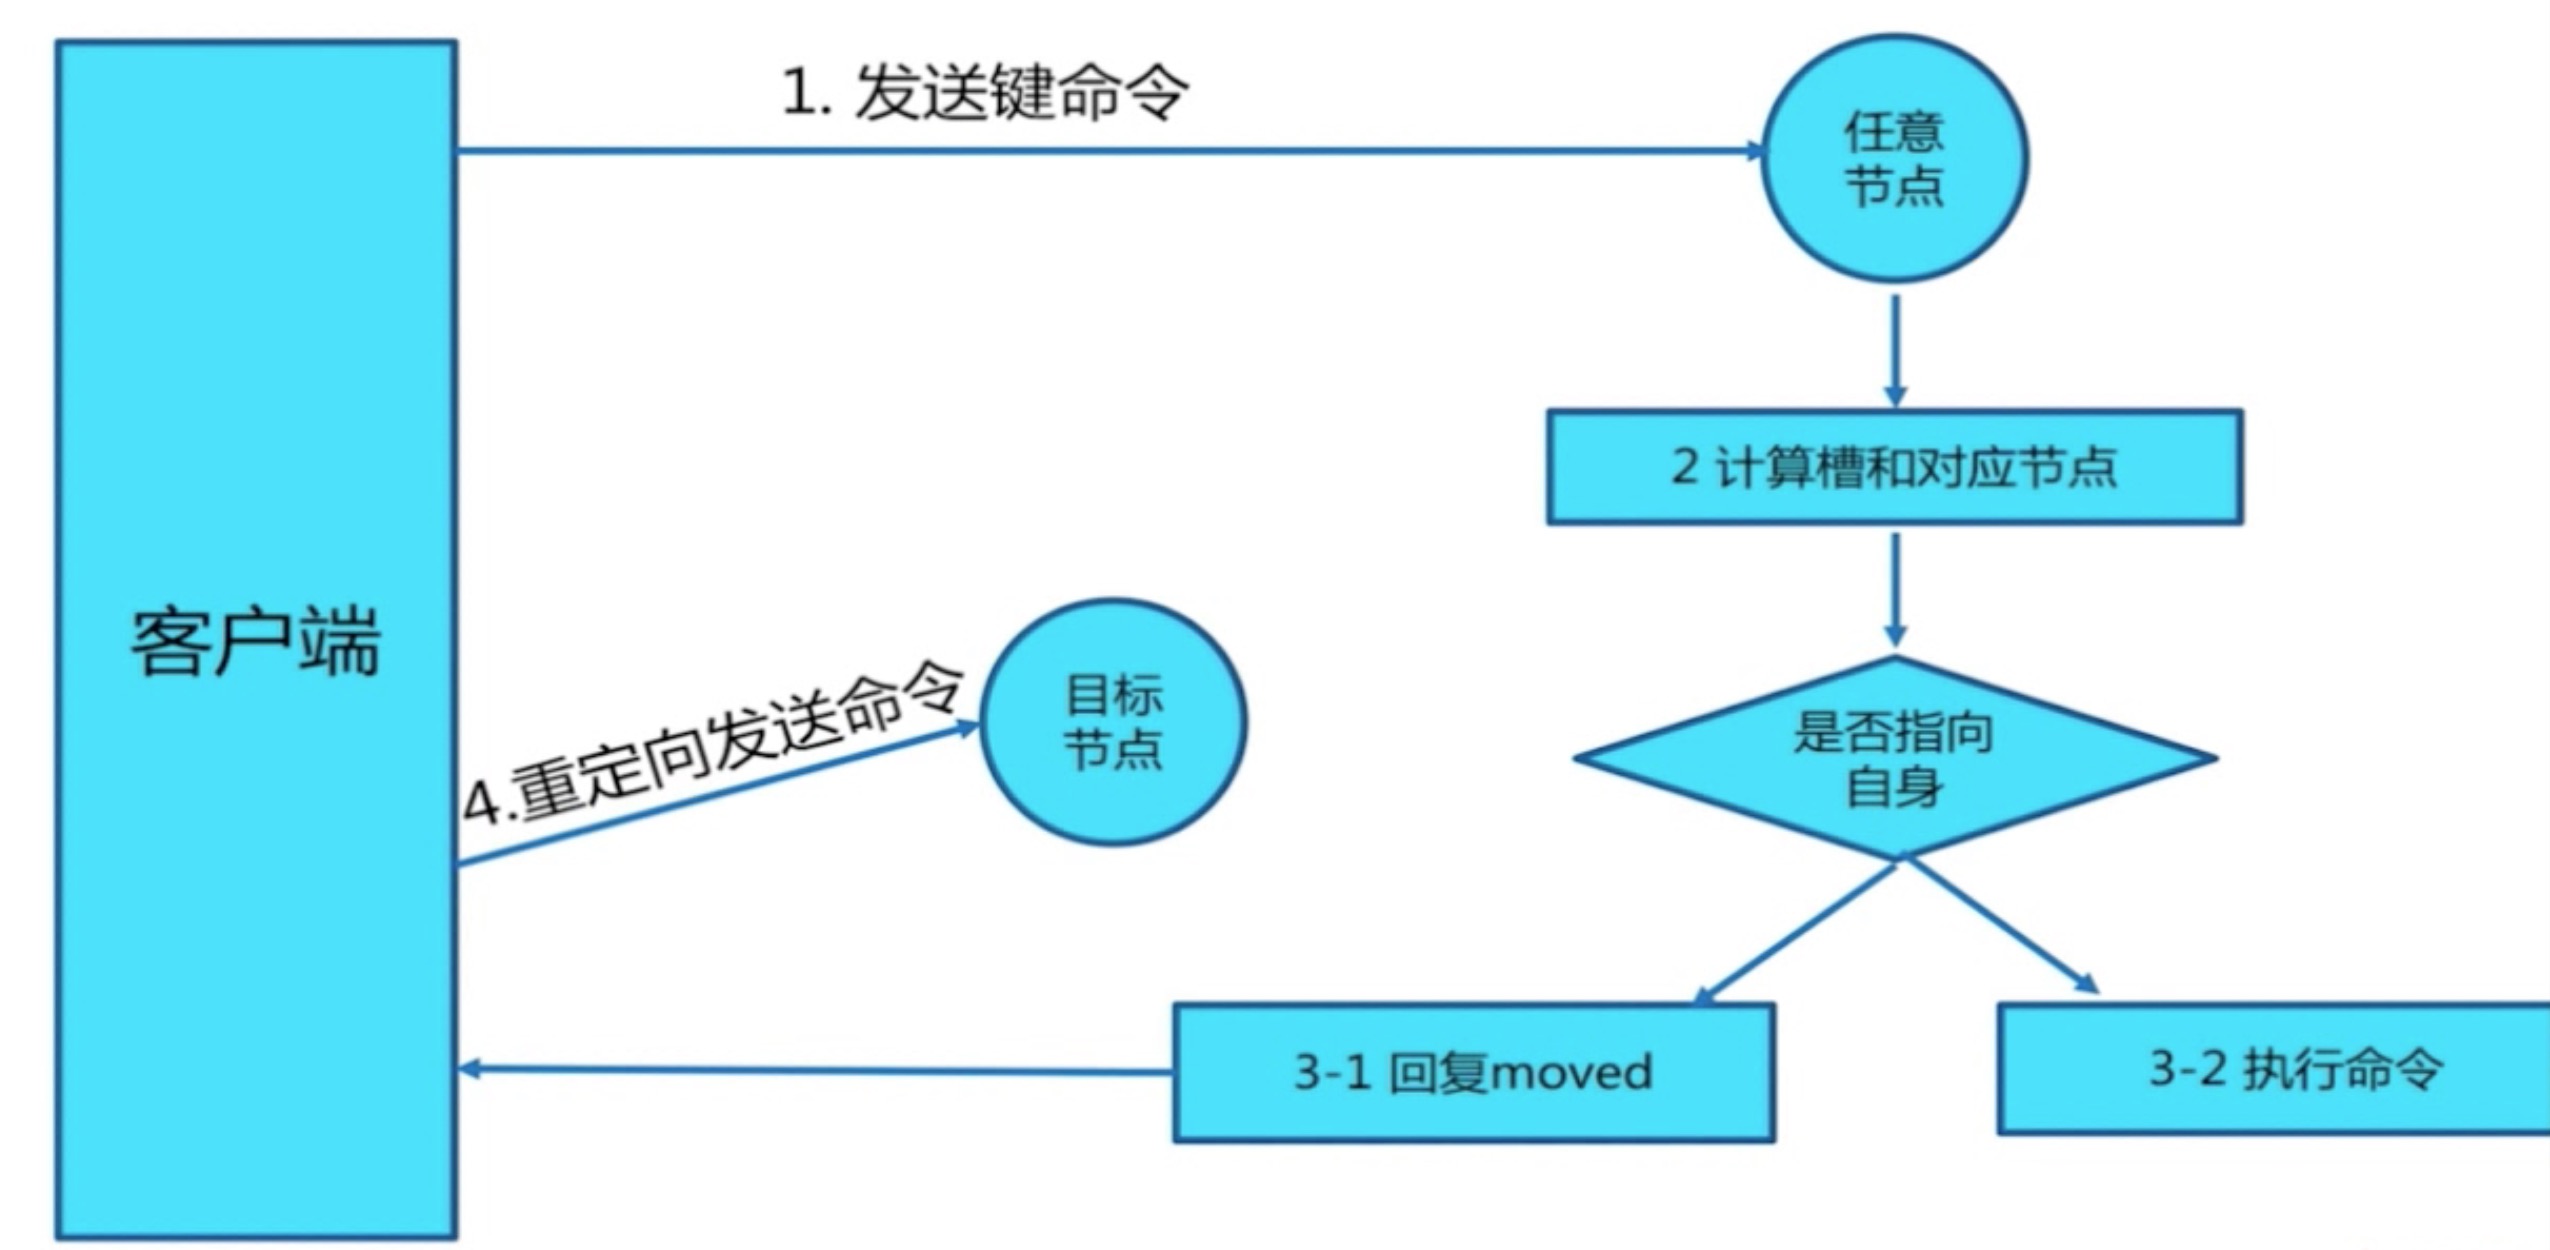 1. 发送键命令
任意
节点
2 计算槽和对应节点
客户端
4.重定向发送命令
目标
节点
是否指向
自身
3-1 回复moved
3-2 执行命令